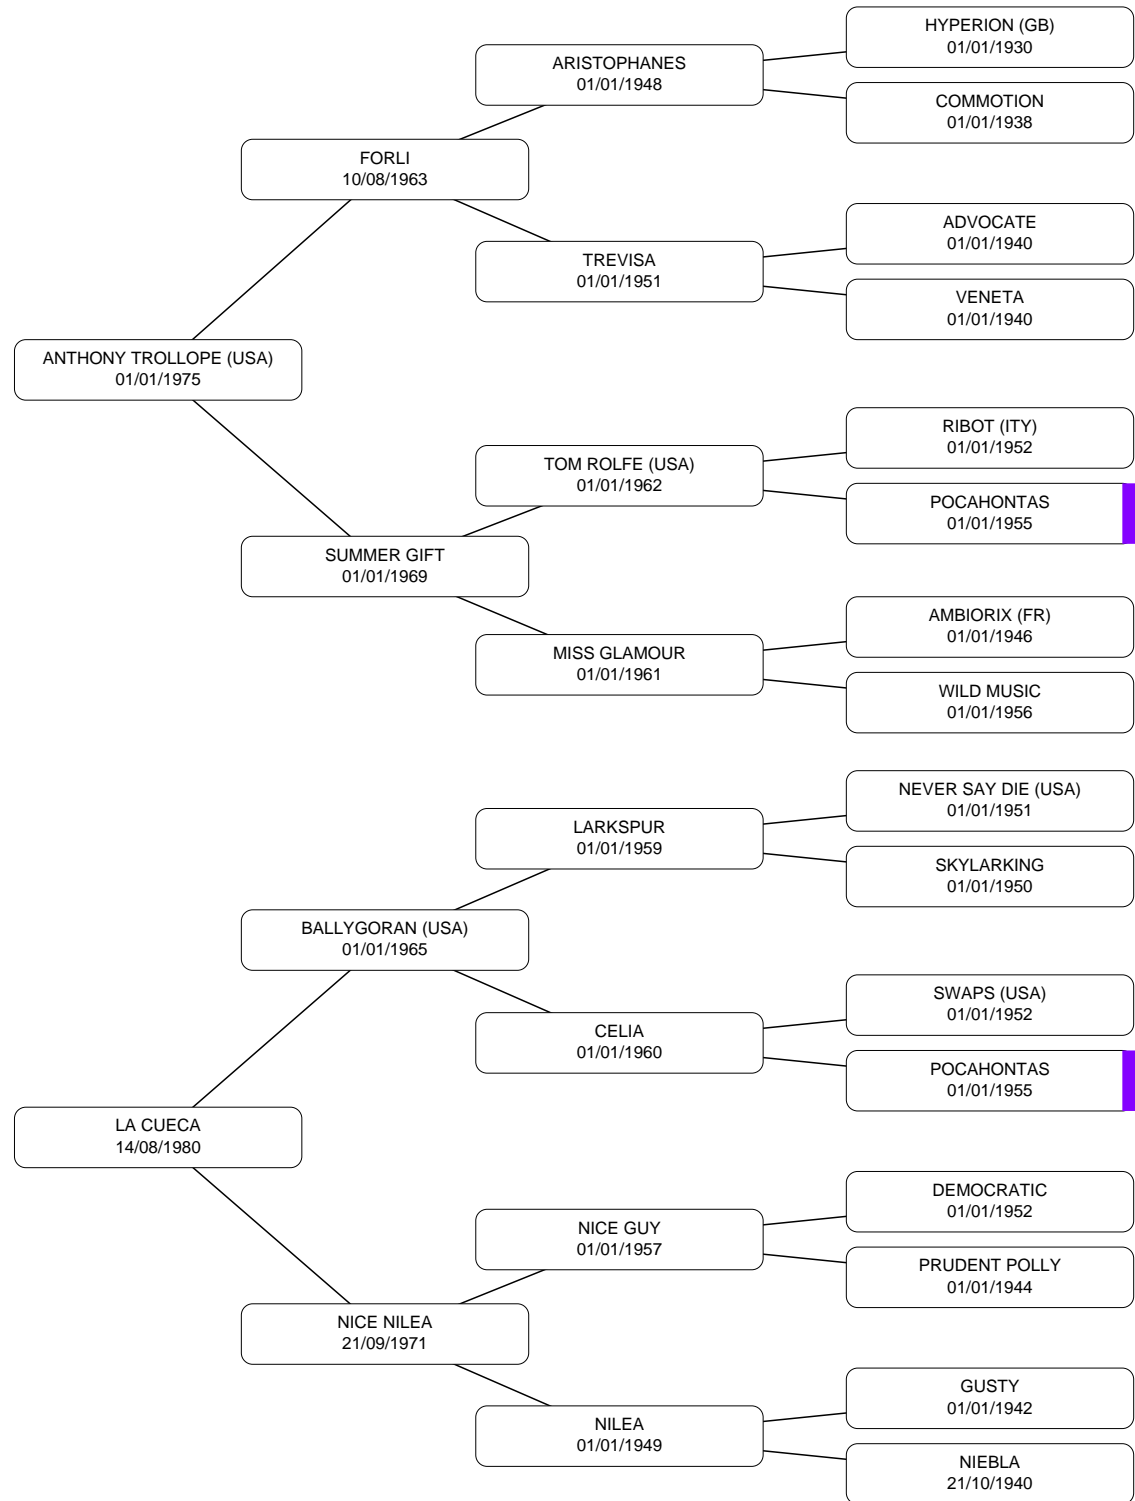 HYPERION (GB)
01/01/1930
ARISTOPHANES
01/01/1948
COMMOTION
01/01/1938
FORLI
10/08/1963
ADVOCATE
01/01/1940
TREVISA
01/01/1951
VENETA
01/01/1940
ANTHONY TROLLOPE (USA)
01/01/1975
RIBOT (ITY)
01/01/1952
TOM ROLFE (USA)
01/01/1962
POCAHONTAS
01/01/1955
SUMMER GIFT
01/01/1969
AMBIORIX (FR)
01/01/1946
MISS GLAMOUR
01/01/1961
WILD MUSIC
01/01/1956
NEVER SAY DIE (USA)
01/01/1951
LARKSPUR
01/01/1959
SKYLARKING
01/01/1950
BALLYGORAN (USA)
01/01/1965
SWAPS (USA)
01/01/1952
CELIA
01/01/1960
POCAHONTAS
01/01/1955
LA CUECA
14/08/1980
DEMOCRATIC
01/01/1952
NICE GUY
01/01/1957
PRUDENT POLLY
01/01/1944
NICE NILEA
21/09/1971
GUSTY
01/01/1942
NILEA
01/01/1949
NIEBLA
21/10/1940